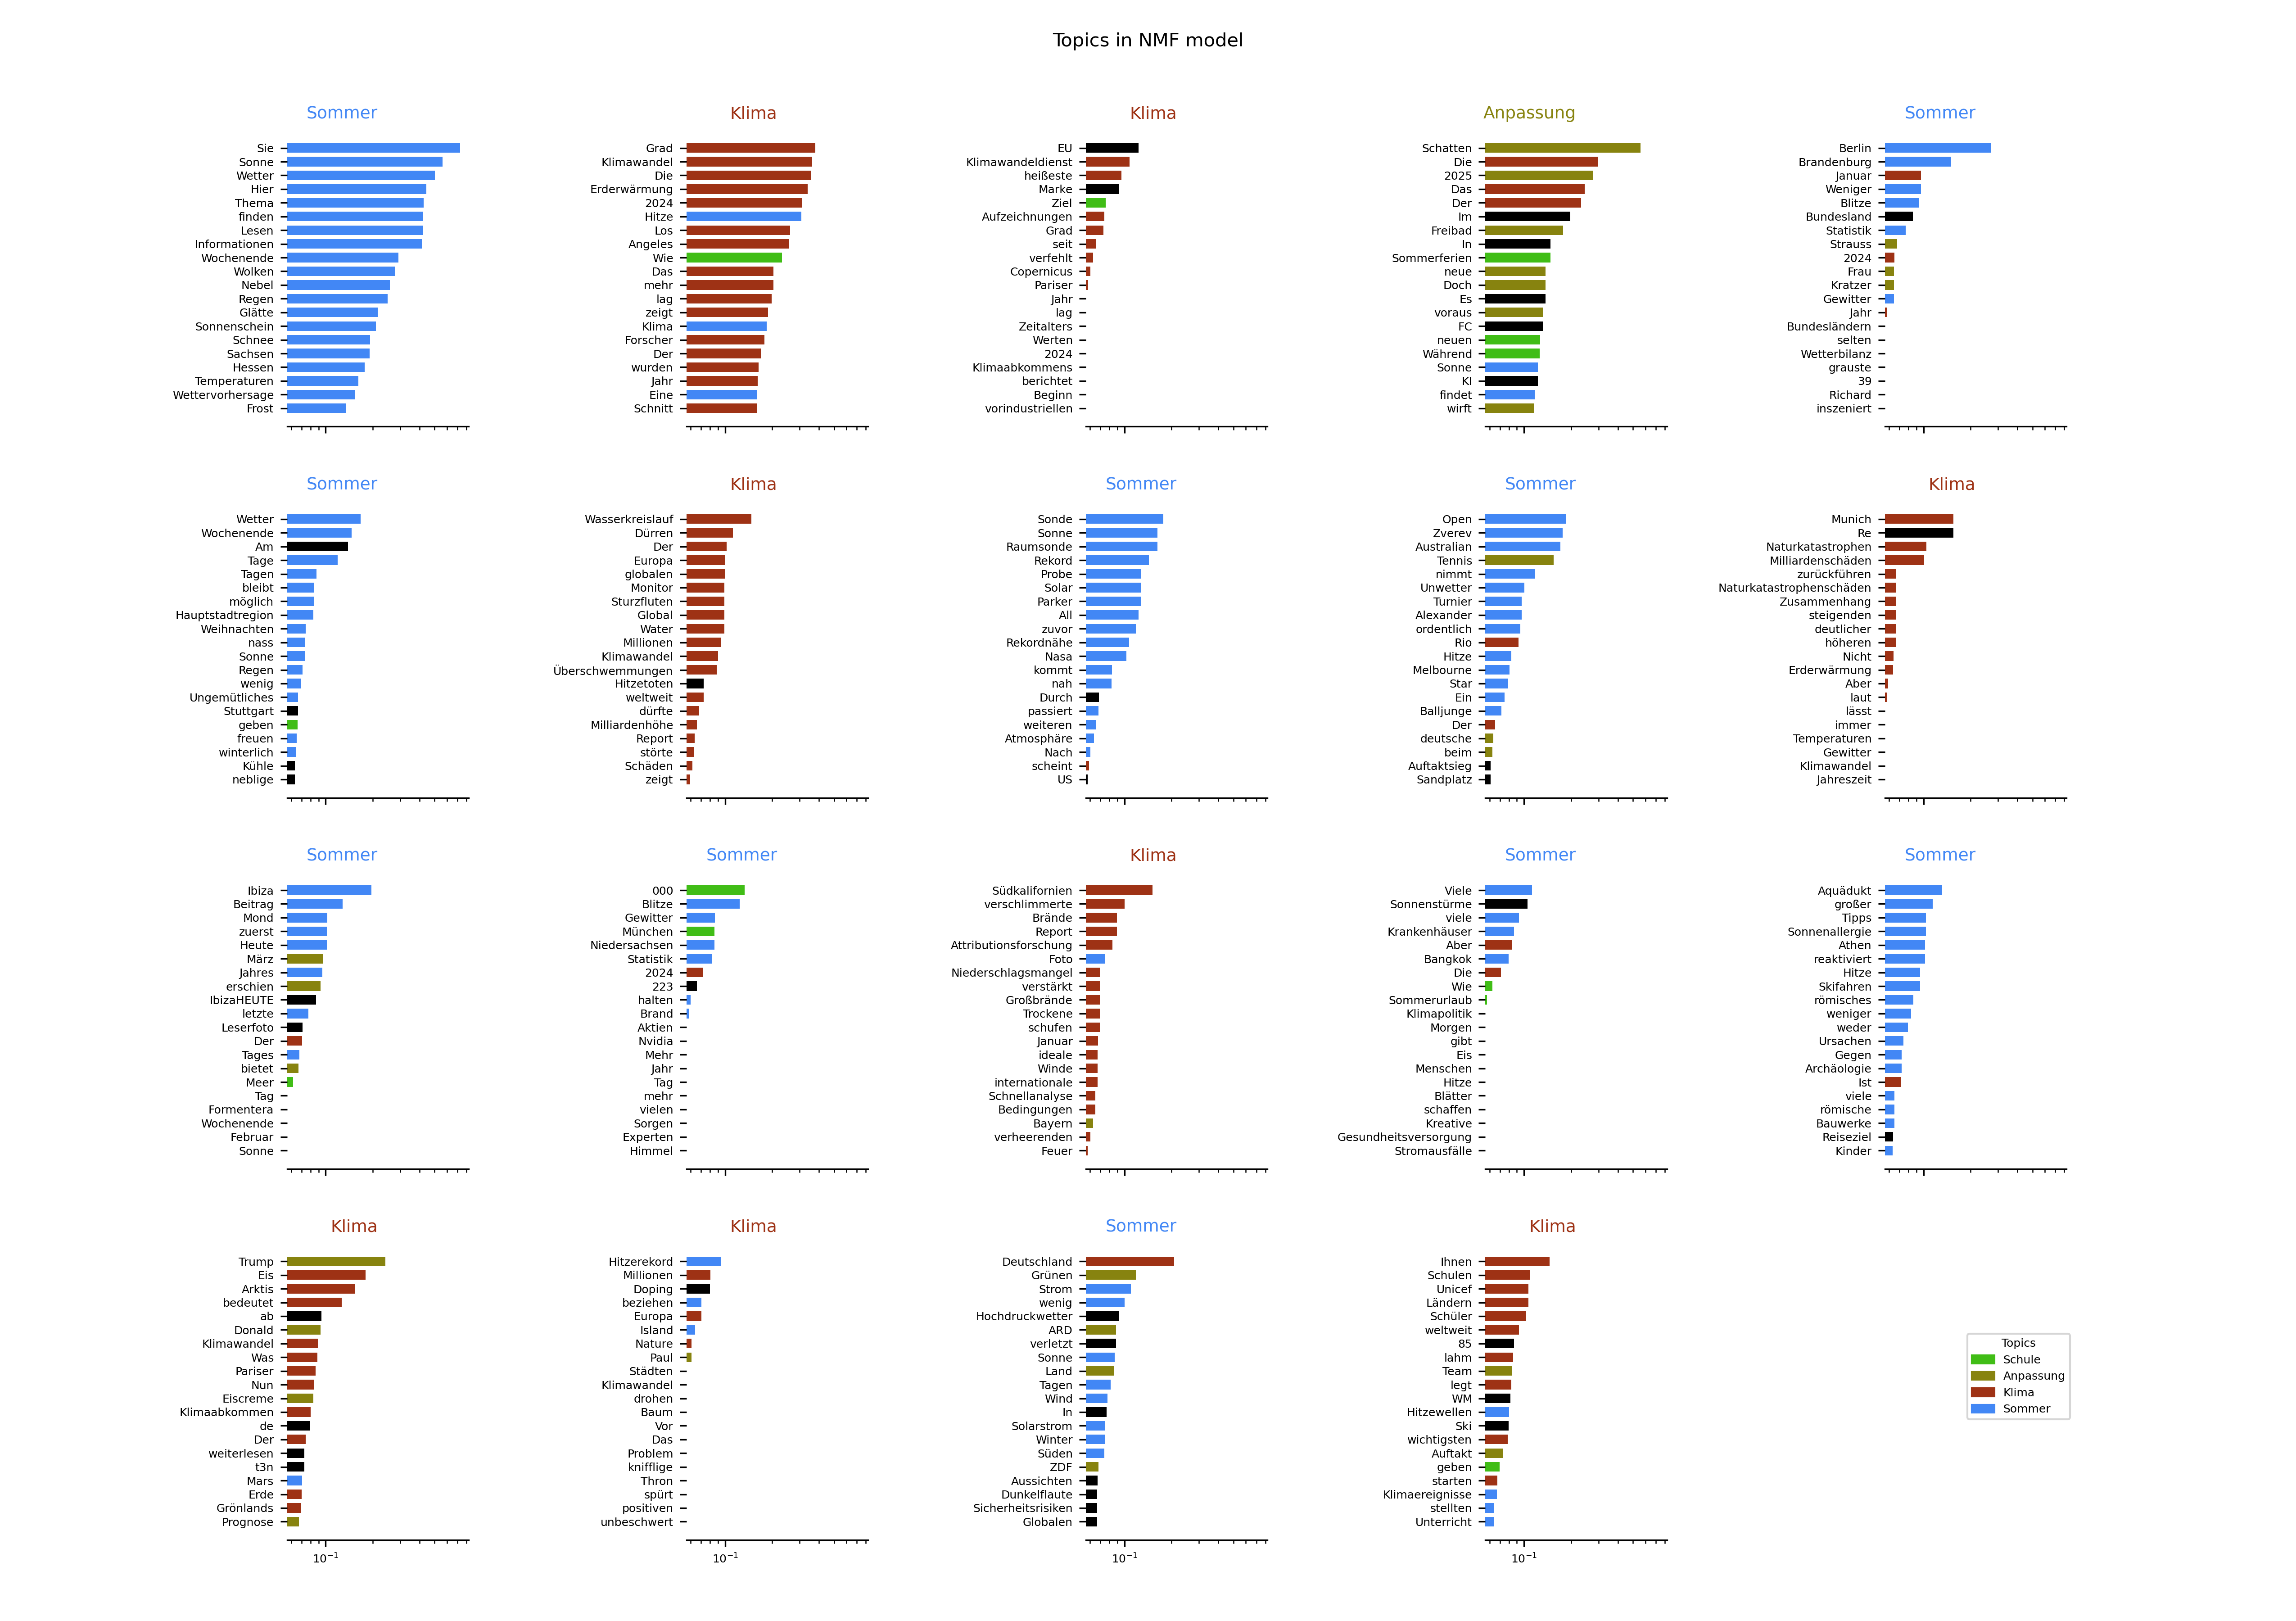 Topics in NMF model
Sommer
Sie
Sonne
Wetter
Hier
Thema
finden
Lesen
Informationen
Wochenende
Wolken
Nebel
Regen
Glätte
Sonnenschein
Schnee
Sachsen
Hessen
Temperaturen
Wettervorhersage
Frost
Klima
Grad
Klimawandel
Die
Erderwärmung
2024
Hitze
Los
Angeles
Wie
Das
mehr
lag
zeigt
Klima
Forscher
Der
wurden
Jahr
Eine
Schnitt
Klima
EU
Klimawandeldienst
heißeste
Marke
Ziel
Aufzeichnungen
Grad
seit
verfehlt
Copernicus
Pariser
Jahr
lag
Zeitalters
Werten
2024
Klimaabkommens
berichtet
Beginn
vorindustriellen
Anpassung
Schatten
Die
2025
Das
Der
Im
Freibad
In
Sommerferien
neue
Doch
Es
voraus
FC
neuen
Während
Sonne
KI
findet
wirft
Sommer
Berlin
Brandenburg
Januar
Weniger
Blitze
Bundesland
Statistik
Strauss
2024
Frau
Kratzer
Gewitter
Jahr
Bundesländern
selten
Wetterbilanz
grauste
39
Richard
inszeniert
Sommer
Wetter
Wochenende
Am
Tage
Tagen
bleibt
möglich
Hauptstadtregion
Weihnachten
nass
Sonne
Regen
wenig
Ungemütliches
Stuttgart
geben
freuen
winterlich
Kühle
neblige
Klima
Wasserkreislauf
Dürren
Der
Europa
globalen
Monitor
Sturzfluten
Global
Water
Millionen
Klimawandel
Überschwemmungen
Hitzetoten
weltweit
dürfte
Milliardenhöhe
Report
störte
Schäden
zeigt
Sommer
Sonde
Sonne
Raumsonde
Rekord
Probe
Solar
Parker
All
zuvor
Rekordnähe
Nasa
kommt
nah
Durch
passiert
weiteren
Atmosphäre
Nach
scheint
US
Sommer
Open
Zverev
Australian
Tennis
nimmt
Unwetter
Turnier
Alexander
ordentlich
Rio
Hitze
Melbourne
Star
Ein
Balljunge
Der
deutsche
beim
Auftaktsieg
Sandplatz
Klima
Munich
Re
Naturkatastrophen
Milliardenschäden
zurückführen
Naturkatastrophenschäden
Zusammenhang
steigenden
deutlicher
höheren
Nicht
Erderwärmung
Aber
laut
lässt
immer
Temperaturen
Gewitter
Klimawandel
Jahreszeit
Sommer
Ibiza
Beitrag
Mond
zuerst
Heute
März
Jahres
erschien
IbizaHEUTE
letzte
Leserfoto
Der
Tages
bietet
Meer
Tag
Formentera
Wochenende
Februar
Sonne
Sommer
000
Blitze
Gewitter
München
Niedersachsen
Statistik
2024
223
halten
Brand
Aktien
Nvidia
Mehr
Jahr
Tag
mehr
vielen
Sorgen
Experten
Himmel
Klima
Südkalifornien
verschlimmerte
Brände
Report
Attributionsforschung
Foto
Niederschlagsmangel
verstärkt
Großbrände
Trockene
schufen
Januar
ideale
Winde
internationale
Schnellanalyse
Bedingungen
Bayern
verheerenden
Feuer
Sommer
Viele
Sonnenstürme
viele
Krankenhäuser
Aber
Bangkok
Die
Wie
Sommerurlaub
Klimapolitik
Morgen
gibt
Eis
Menschen
Hitze
Blätter
schaffen
Kreative
Gesundheitsversorgung
Stromausfälle
Sommer
Aquädukt
großer
Tipps
Sonnenallergie
Athen
reaktiviert
Hitze
Skifahren
römisches
weniger
weder
Ursachen
Gegen
Archäologie
Ist
viele
römische
Bauwerke
Reiseziel
Kinder
Klima
Trump
Eis
Arktis
bedeutet
ab
Donald
Klimawandel
Was
Pariser
Nun
Eiscreme
Klimaabkommen
de
Der
weiterlesen
t3n
Mars
Erde
Grönlands
Prognose
10⁻¹
Klima
Hitzerekord
Millionen
Doping
beziehen
Europa
Island
Nature
Paul
Städten
Klimawandel
drohen
Baum
Vor
Das
Problem
knifflige
Thron
spürt
positiven
unbeschwert
10⁻¹
Sommer
Deutschland
Grünen
Strom
wenig
Hochdruckwetter
ARD
verletzt
Sonne
Land
Tagen
Wind
In
Solarstrom
Winter
Süden
ZDF
Aussichten
Dunkelflaute
Sicherheitsrisiken
Globalen
10⁻¹
Klima
Ihnen
Schulen
Unicef
Ländern
Schüler
weltweit
85
lahm
Team
legt
WM
Hitzewellen
Ski
wichtigsten
Auftakt
geben
starten
Klimaereignisse
stellten
Unterricht
10⁻¹
Topics
Schule
Anpassung
Klima
Sommer